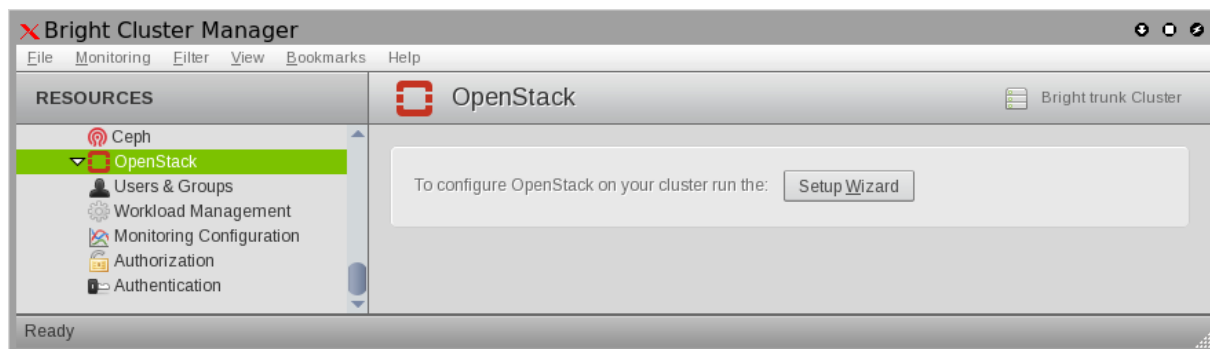 Bright Cluster Manager
File Monitoring Filter View Bookmarks Help
RESOURCES
OpenStack
Bright trunk Cluster
Ceph
OpenStack
Users & Groups
Workload Management
Monitoring Configuration
Authorization
Authentication
To configure OpenStack on your cluster run the: Setup Wizard
Ready